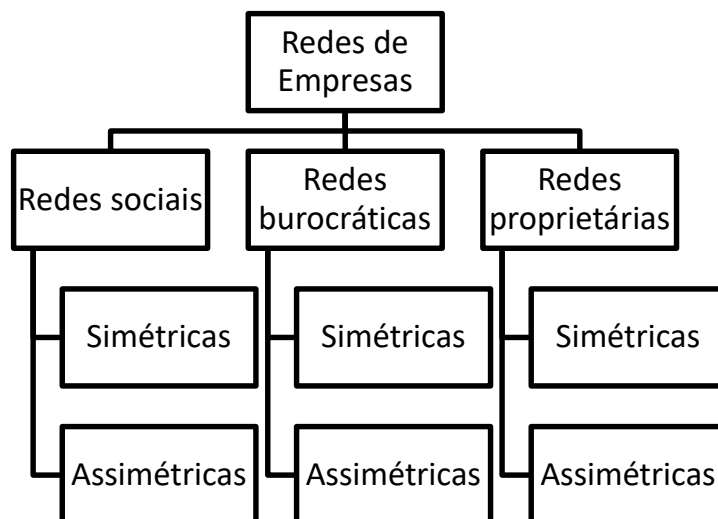 Redes de
Empresas
Redes sociais
Redes
burocráticas
Redes
proprietárias
Simétricas
Simétricas
Simétricas
Assimétricas
Assimétricas
Assimétricas